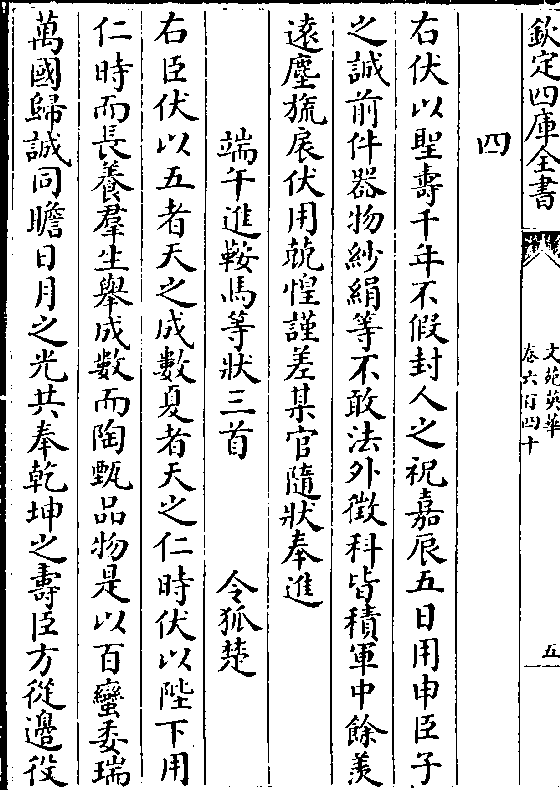 欽定四庫全書
文苑英華
卷六百四十
五
四
右伏以聖壽千年不假封人之祝嘉辰五日用申臣子
之誠前件器物紗絹等不敢法外徵科皆積軍中餘羨
遠塵旒扆伏用兢惶謹差某官隨狀奉進
端午進鞍馬等狀三首 令狐楚
右臣伏以五者天之成數夏者天之仁時伏以陛下用
仁時而長養羣生舉成數而陶甄品物是以百蠻委瑞
萬國歸誠同瞻日月之光共奉乾坤之壽臣方從邊役